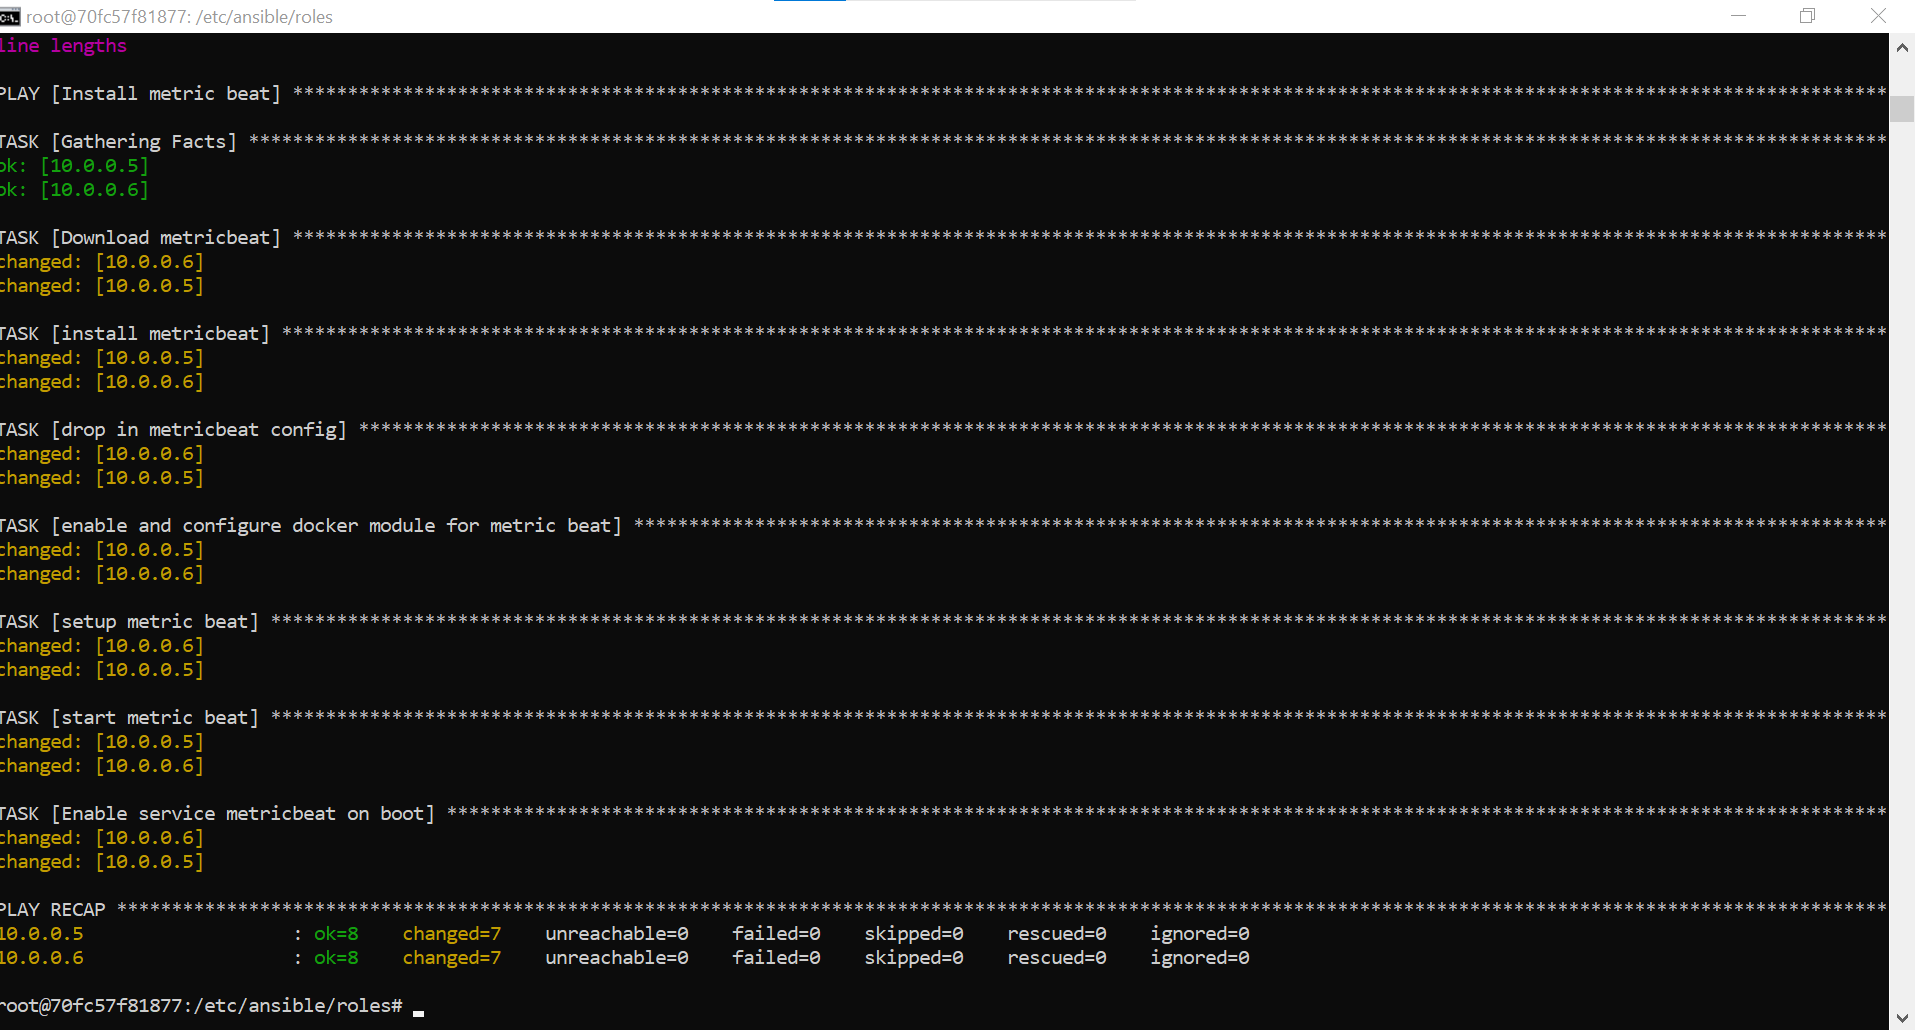 root@70fc57f81877: /etc/ansible/roles
line lengths
PLAY [Install metric beat] *************************************************************************************************************************************************
TASK [Gathering Facts] *****************************************************************************************************************************************************
ok: [10.0.0.5]
ok: [10.0.0.6]
TASK [Download metricbeat] *************************************************************************************************************************************************
changed: [10.0.0.6]
changed: [10.0.0.5]
TASK [install metricbeat] **************************************************************************************************************************************************
changed: [10.0.0.5]
changed: [10.0.0.6]
TASK [drop in metricbeat config] *******************************************************************************************************************************************
changed: [10.0.0.6]
changed: [10.0.0.5]
TASK [enable and configure docker module for metric beat] ******************************************************************************************************************
changed: [10.0.0.5]
changed: [10.0.0.6]
TASK [setup metric beat] ***************************************************************************************************************************************************
changed: [10.0.0.6]
changed: [10.0.0.5]
TASK [start metric beat] ***************************************************************************************************************************************************
changed: [10.0.0.5]
changed: [10.0.0.6]
TASK [Enable service metricbeat on boot] ***********************************************************************************************************************************
changed: [10.0.0.6]
changed: [10.0.0.5]
PLAY RECAP *****************************************************************************************************************************************************************
10.0.0.5                   : ok=8    changed=7    unreachable=0    failed=0    skipped=0    rescued=0    ignored=0
10.0.0.6                   : ok=8    changed=7    unreachable=0    failed=0    skipped=0    rescued=0    ignored=0
root@70fc57f81877:/etc/ansible/roles#